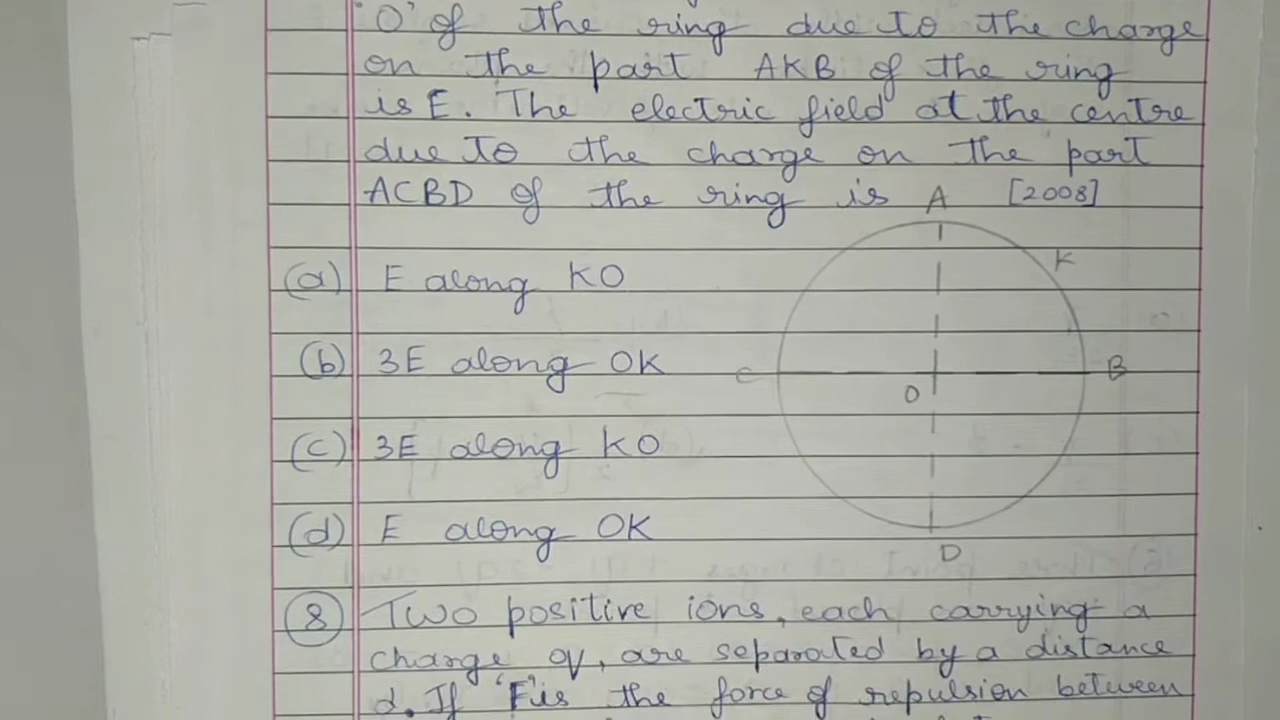 'O' of the ring due to the charge
on the part AKB of the ring
is E. The electric field at the centre
due to the charge on the part
ACBD of the ring is [2008]
A
K
(a) E along KO
(b) 3E along OK
C
B
O
(c) 3E along KO
(d) E along OK
D
(8) Two positive ions, each carrying a
charge q, are separated by a distance
d. If 'F' is the force of repulsion between